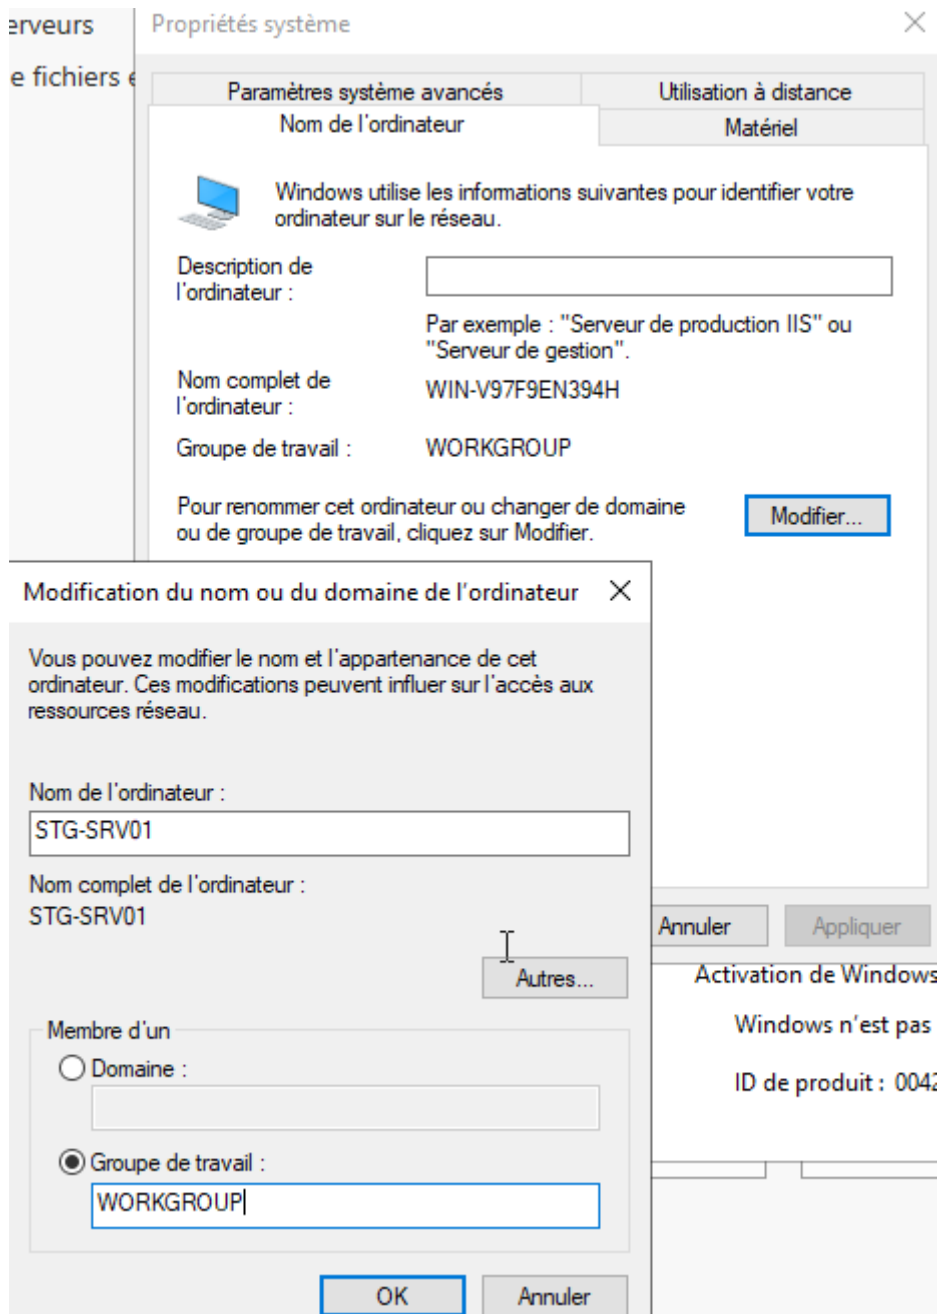 erveurs
e fichiers e
Propriétés système
Paramètres système avancés
Utilisation à distance
Nom de l'ordinateur
Matériel
Windows utilise les informations suivantes pour identifier votre
ordinateur sur le réseau.
Description de
l'ordinateur :
Par exemple : "Serveur de production IIS" ou
"Serveur de gestion".
Nom complet de
l'ordinateur :
WIN-V97F9EN394H
Groupe de travail :
WORKGROUP
Pour renommer cet ordinateur ou changer de domaine
ou de groupe de travail, cliquez sur Modifier.
Modifier...
Modification du nom ou du domaine de l'ordinateur
Vous pouvez modifier le nom et l'appartenance de cet
ordinateur. Ces modifications peuvent influer sur l'accès aux
ressources réseau.
Nom de l'ordinateur :
STG-SRV01
Nom complet de l'ordinateur :
STG-SRV01
Autres...
Membre d'un
Domaine :
Groupe de travail :
WORKGROUP
OK
Annuler
Annuler
Appliquer
Activation de Windows
Windows n'est pas
ID de produit : 0042